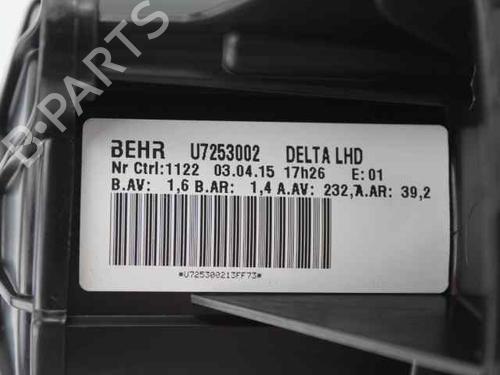 B-PARTS
BEHR U7253002 DELTA LHD
Nr Ctrl:1122 03.04.15 17h26 E:01
B.AV: 1,6 B.AR: 1,4 A.AV: 232,7A.AR: 39,2
*U725300213FF73*